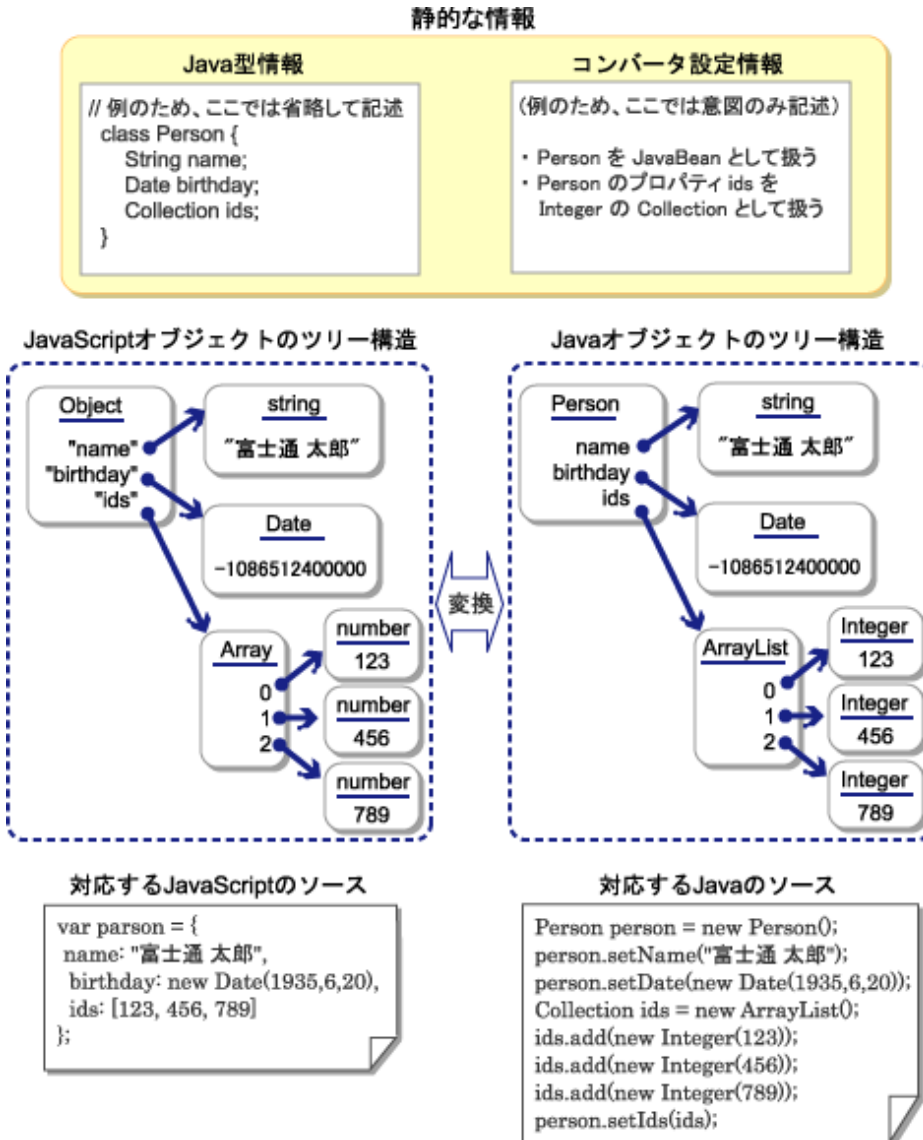 静的な情報
Java型情報
// 例のため、ここでは省略して記述
class Person {
String name;
Date birthday;
Collection ids;
}
コンバータ設定情報
(例のため、ここでは意図のみ記述)
・ Person を JavaBean として扱う
・ Person のプロパティ ids を
Integer の Collection として扱う
JavaScriptオブジェクトのツリー構造
Object
"name"
"birthday"
"ids"
string
"富士通 太郎"
Date
-1086512400000
Array
0
1
2
number
123
number
456
number
789
変換
Javaオブジェクトのツリー構造
Person
name
birthday
ids
string
"富士通 太郎"
Date
-1086512400000
ArrayList
0
1
2
Integer
123
Integer
456
Integer
789
対応するJavaScriptのソース
var parson = {
name: "富士通 太郎",
birthday: new Date(1935,6,20),
ids: [123, 456, 789]
};
対応するJavaのソース
Person person = new Person();
person.setName("富士通 太郎");
person.setDate(new Date(1935,6,20));
Collection ids = new ArrayList();
ids.add(new Integer(123));
ids.add(new Integer(456));
ids.add(new Integer(789));
person.setIds(ids);